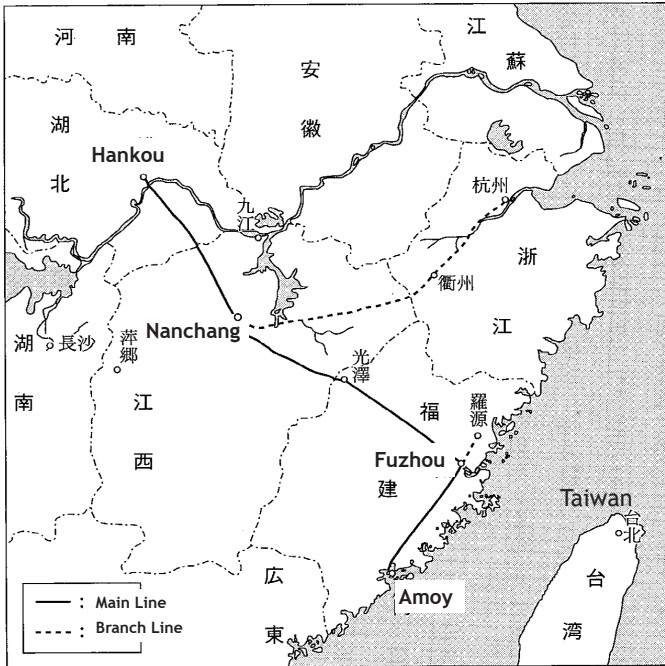 河南
江蘇
安徽
湖北
Hankou
九江
杭州
浙江
衢州
Nanchang
長沙
萍郷
湖南
江西
光澤
福建
羅源
Fuzhou
Taiwan
台北
台湾
広東
Amoy
: Main Line
: Branch Line